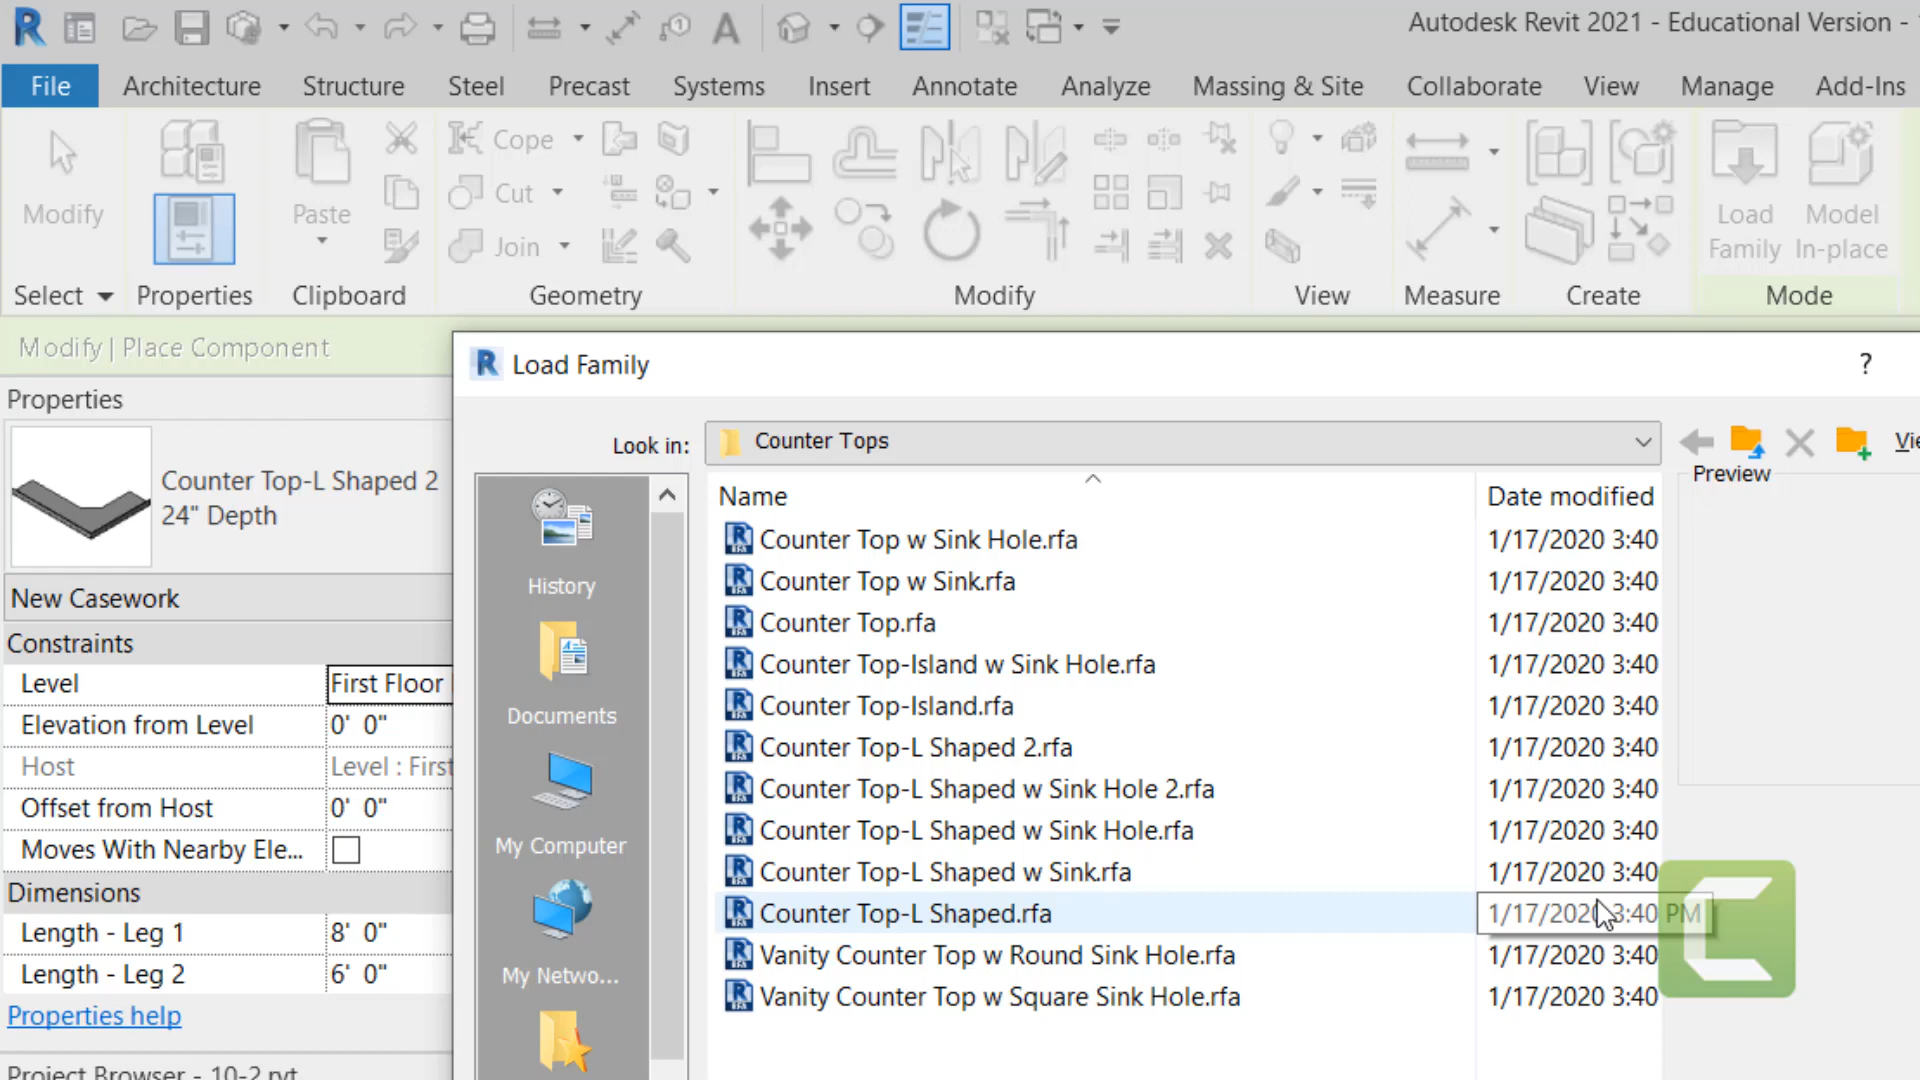 Autodesk Revit 2021 - Educational Version -
File Architecture Structure Steel Precast Systems Insert Annotate Analyze Massing & Site Collaborate View Manage Add-Ins
Modify
Paste
Cope
Cut
Join
Load
Family
Model
In-place
Select Properties Clipboard Geometry Modify View Measure Create Mode
Modify | Place Component
Properties
Counter Top-L Shaped 2
24" Depth
New Casework
Constraints
Level First Floor
Elevation from Level 0' 0"
Host Level : First
Offset from Host 0' 0"
Moves With Nearby Ele...
Dimensions
Length - Leg 1 8' 0"
Length - Leg 2 6' 0"
Properties help
Project Browser - 10-2.rvt
Load Family
?
Look in: Counter Tops
Preview
History
Documents
My Computer
My Netwo...
Name Date modified
Counter Top w Sink Hole.rfa 1/17/2020 3:40
Counter Top w Sink.rfa 1/17/2020 3:40
Counter Top.rfa 1/17/2020 3:40
Counter Top-Island w Sink Hole.rfa 1/17/2020 3:40
Counter Top-Island.rfa 1/17/2020 3:40
Counter Top-L Shaped 2.rfa 1/17/2020 3:40
Counter Top-L Shaped w Sink Hole 2.rfa 1/17/2020 3:40
Counter Top-L Shaped w Sink Hole.rfa 1/17/2020 3:40
Counter Top-L Shaped w Sink.rfa 1/17/2020 3:40
Counter Top-L Shaped.rfa 1/17/2020 3:40 PM
Vanity Counter Top w Round Sink Hole.rfa 1/17/2020 3:40
Vanity Counter Top w Square Sink Hole.rfa 1/17/2020 3:40